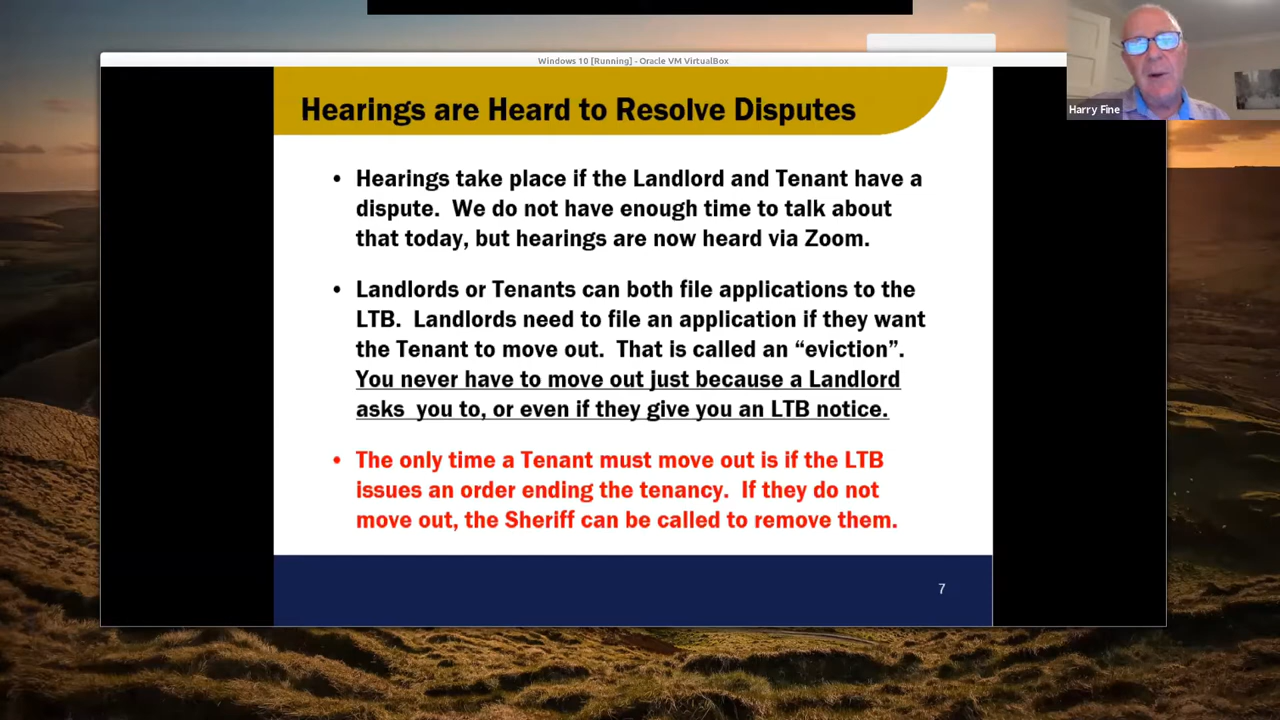 Windows 10 [Running] - Oracle VM VirtualBox
Harry Fine
Hearings are Heard to Resolve Disputes
• Hearings take place if the Landlord and Tenant have a
dispute.  We do not have enough time to talk about
that today, but hearings are now heard via Zoom.
• Landlords or Tenants can both file applications to the
LTB.  Landlords need to file an application if they want
the Tenant to move out.  That is called an “eviction”.
You never have to move out just because a Landlord
asks  you to, or even if they give you an LTB notice.
• The only time a Tenant must move out is if the LTB
issues an order ending the tenancy.  If they do not
move out, the Sheriff can be called to remove them.
7